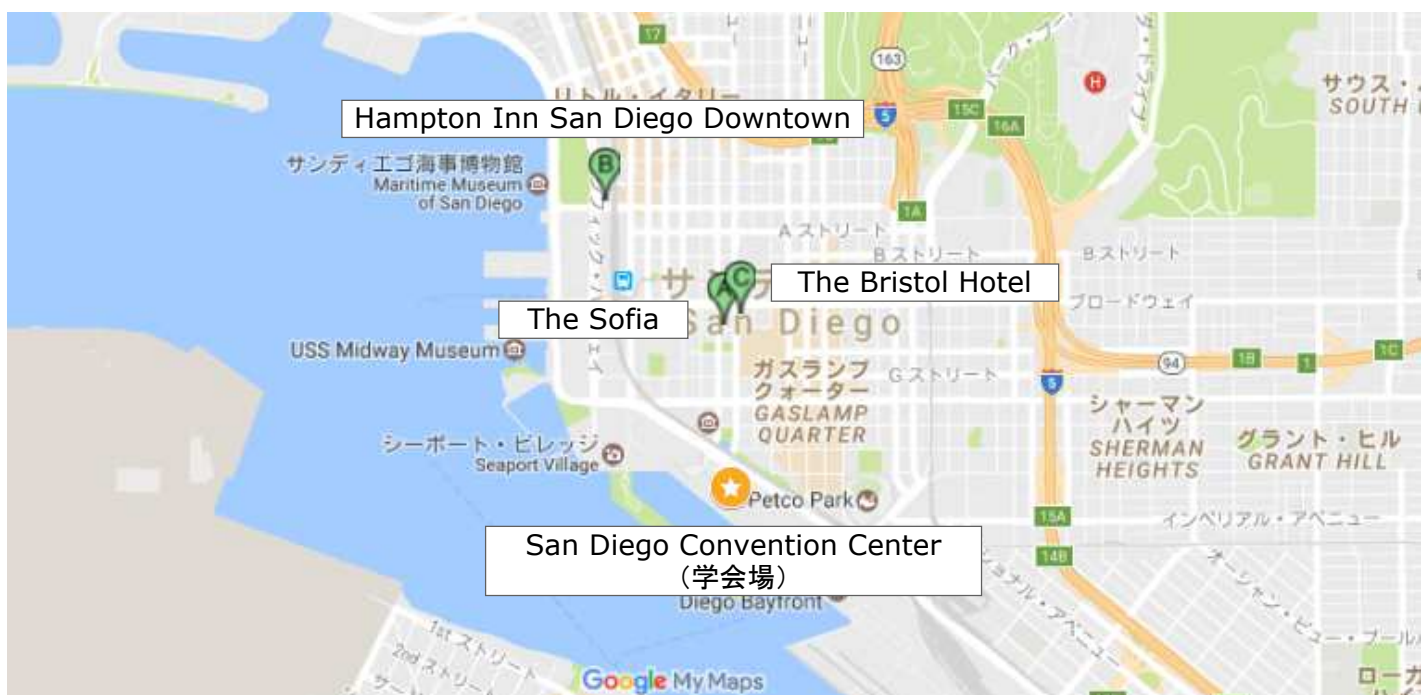 17
163
リトル・イタリー
15C
5
16A
H
サウス・
SOUTH
Hampton Inn San Diego Downtown
サンディエゴ海事博物館
Maritime Museum
of San Diego
B
1A
A ストリート
B ストリート
B ストリート
A
C
The Bristol Hotel
The Sofia
San Diego
ブロードウェイ
USS Midway Museum
ガスランプ
クォーター
GASLAMP
QUARTER
G ストリート
94
1B
1
1C
5
シャーマン
ハイツ
SHERMAN
HEIGHTS
グラント・ヒル
GRANT HILL
シーポート・ビレッジ
Seaport Village
Petco Park
15A
インペリアル・アベニュー
14B
San Diego Convention Center
(学会場)
Diego Bayfront
1st ストリート
2nd ストリート
Google My Maps